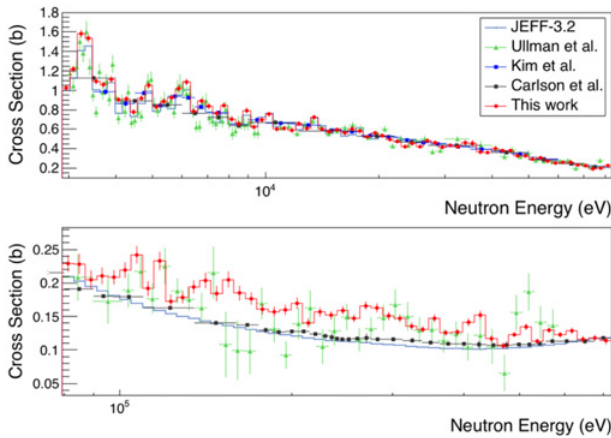 1.8
1.6
1.4
1.2
1.0
0.8
0.6
0.4
0.2
Cross Section (b)
JEFF-3.2
Ullman et al.
Kim et al.
Carlson et al.
This work
10⁴
Neutron Energy (eV)
0.25
0.2
0.15
0.1
0.05
Cross Section (b)
10⁵
Neutron Energy (eV)